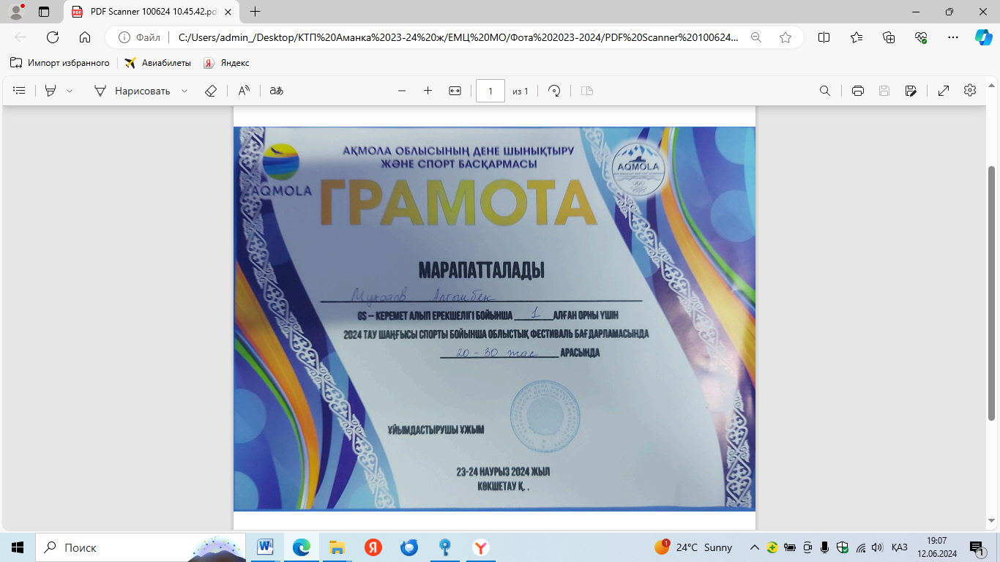 PDF Scanner 100624 10.45.42.pdf
Файл
C:/Users/admin_/Desktop/КТП%20Аманка%2023-24%20ж/ЕМЦ%20МО/Фота%202023-2024/PDF%20Scanner%20100624...
Импорт избранного
Авиабилеты
Яндекс
Нарисовать
1 из 1
АҚМОЛА ОБЛЫСЫНЫҢ ДЕНЕ ШЫНЫҚТЫРУ
ЖӘНЕ СПОРТ БАСҚАРМАСЫ
AQMOLA
AQMOLA
ГРАМОТА
МАРАПАТТАЛАДЫ
Алғышбек
GS – КЕРЕМЕТ АЛЫП ЕРЕКШЕЛІГІ БОЙЫНША 1 АЛҒАН ОРНЫ ҮШІН
2024 ТАУ ШАҢҒЫСЫ СПОРТЫ БОЙЫНША ОБЛЫСТЫҚ ФЕСТИВАЛЬ БАҒДАРЛАМАСЫНДА
20 - 30 жас АРАСЫНДА
ҰЙЫМДАСТЫРУШЫ ҰЖЫМ
23-24 НАУРЫЗ 2024 ЖЫЛ
КӨКШЕТАУ Қ. .
Поиск
24°C Sunny
ҚАЗ
19:07
12.06.2024